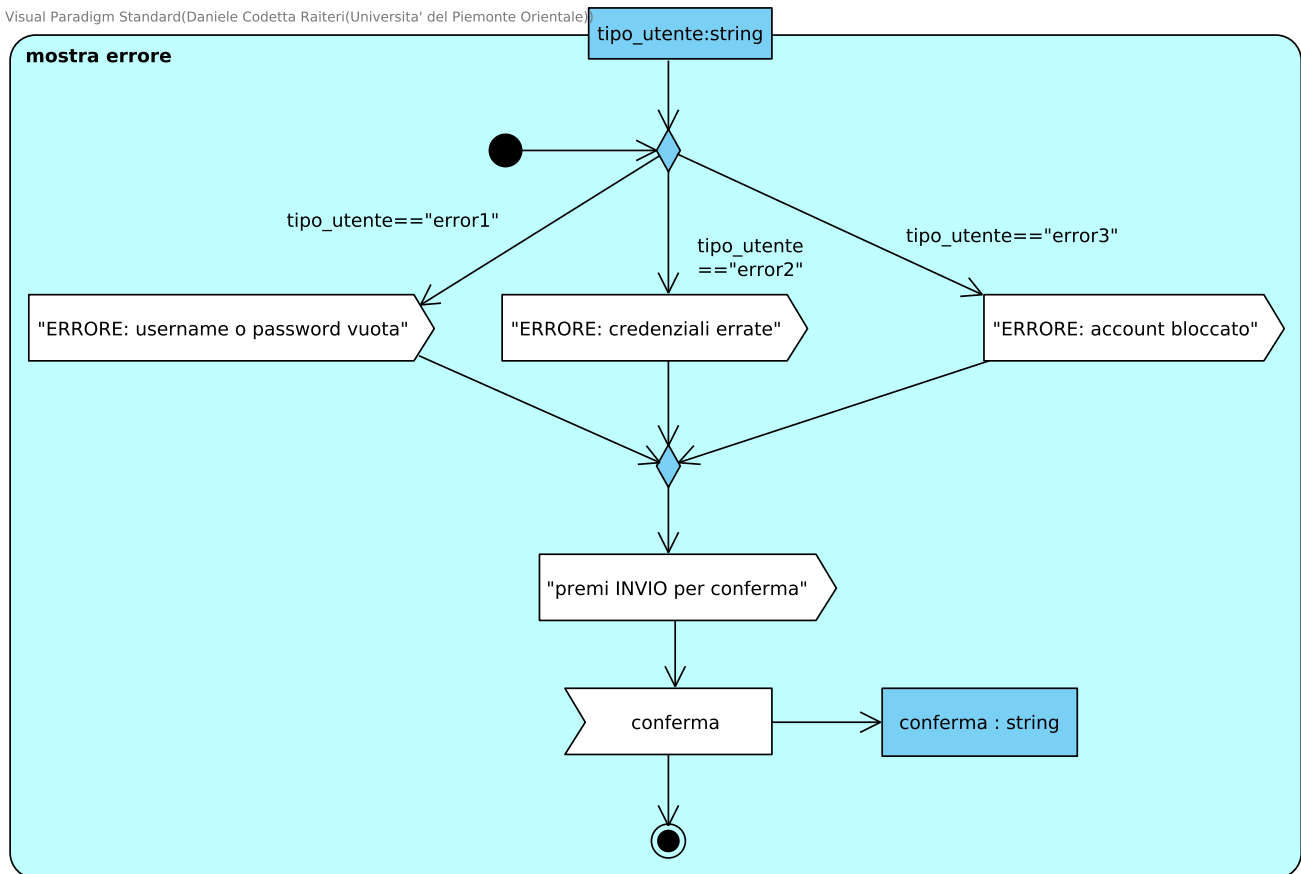 Visual Paradigm Standard(Daniele Codetta Raiteri(Universita' del Piemonte Orientale))
tipo_utente:string
mostra errore
tipo_utente=="error1"
tipo_utente
=="error2"
tipo_utente=="error3"
"ERRORE: username o password vuota"
"ERRORE: credenziali errate"
"ERRORE: account bloccato"
"premi INVIO per conferma"
conferma
conferma : string